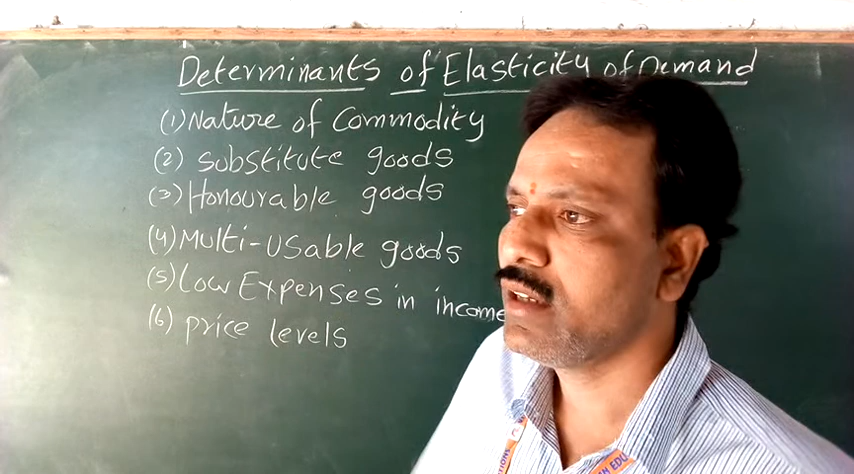 Determinants of Elasticity of Demand
(1) Nature of Commodity
(2) substitute goods
(3) Honourable goods
(4) Multi-Usable goods
(5) Low Expenses in income
(6) price levels
N EDU